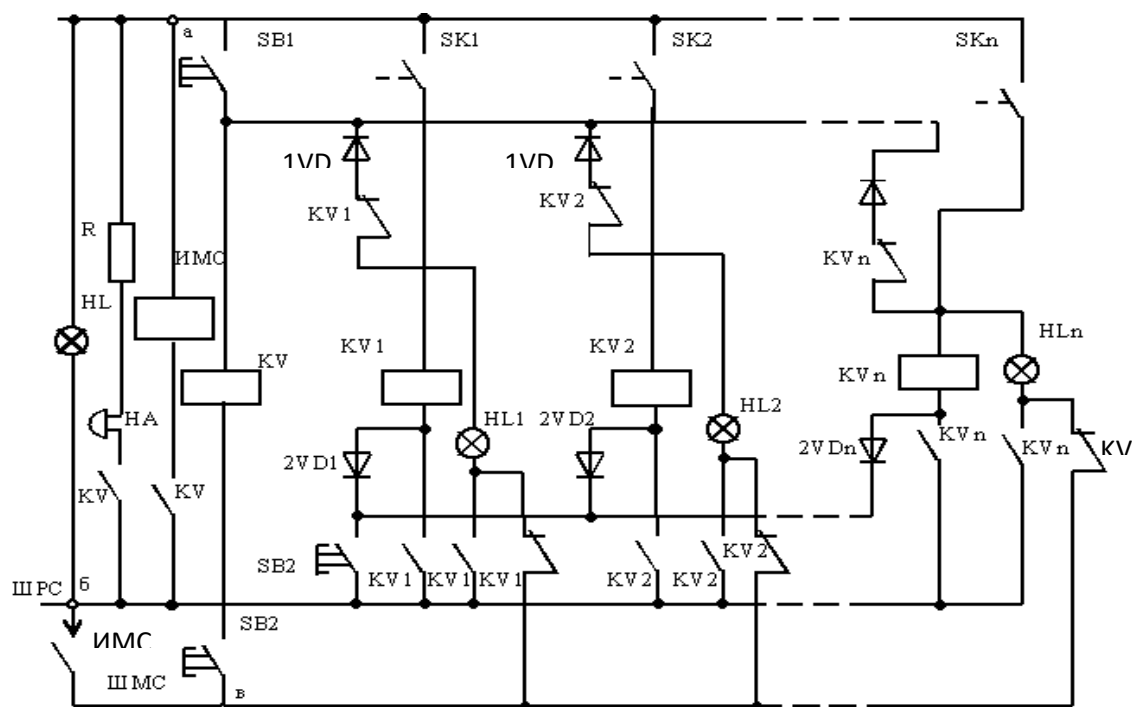 а
SB1
SK1
SK2
SKn
1VD
1VD
KV1
KV2
R
ИМС
KVn
HL
KV1
KV2
HLn
KV
KVn
HA
HL1
2VD2
HL2
2VD1
2VDn
KVn
KVn
KV
KV
KV
SB2
KV1
KV1
KV1
KV2
KV2
KV2
ШРС
б
SB2
ИМС
ШМС
в